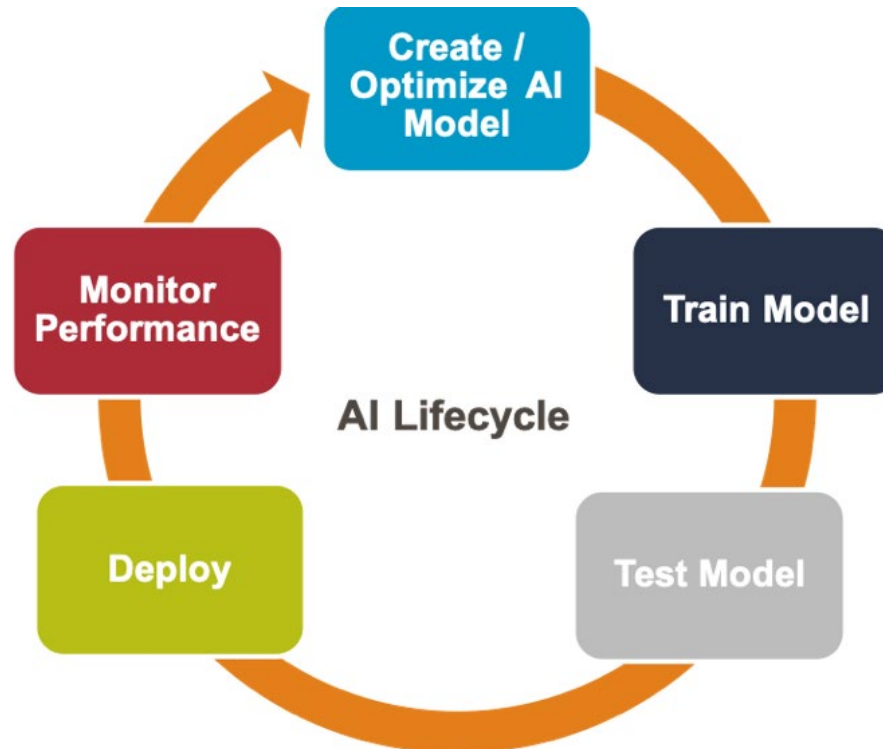 Create /
Optimize AI
Model
Train Model
Test Model
Deploy
Monitor
Performance
AI Lifecycle